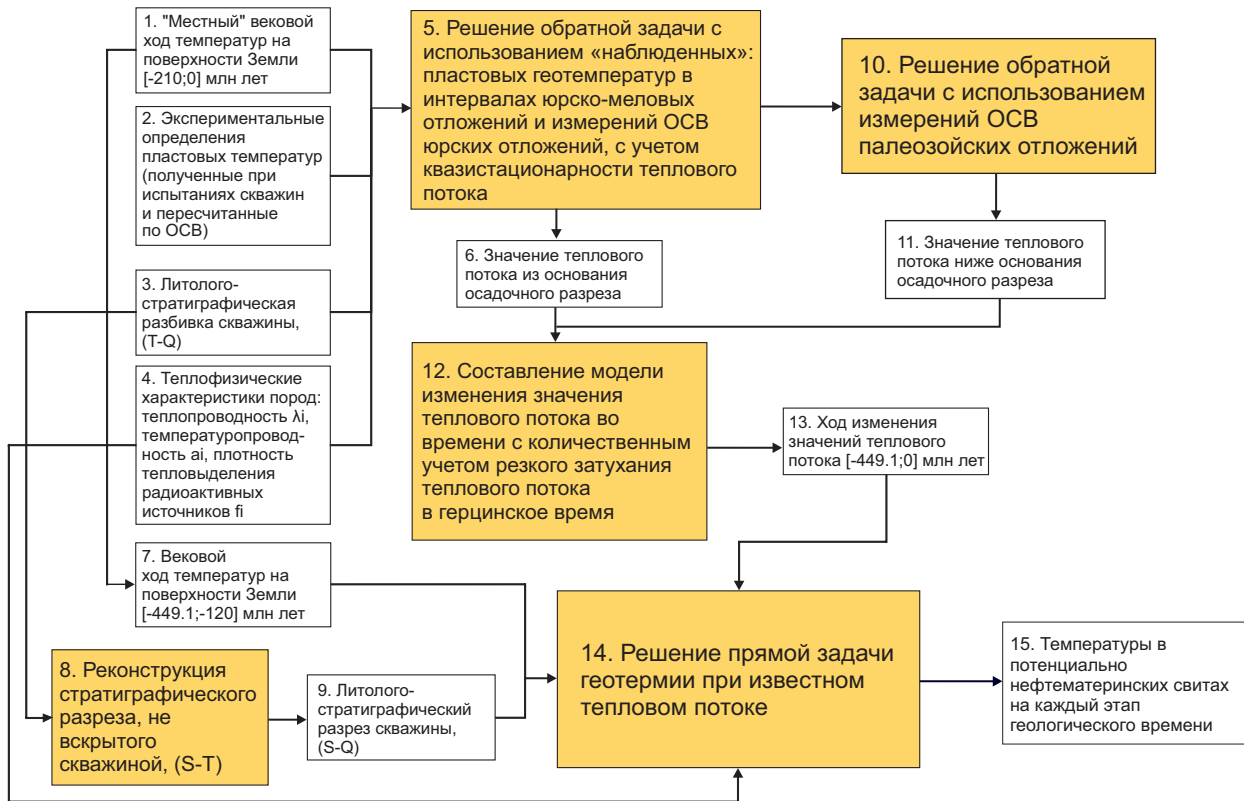 1. "Местный" вековой
ход температур на
поверхности Земли
[-210;0] млн лет
2. Экспериментальные
определения
пластовых температур
(полученные при
испытаниях скважин
и пересчитанные
по ОСВ)
3. Литолого-
стратиграфическая
разбивка скважины,
(T-Q)
4. Теплофизические
характеристики пород:
теплопроводность λi,
температуропровод-
ность ai, плотность
тепловыделения
радиоактивных
источников fi
5. Решение обратной задачи с
использованием «наблюденных»:
пластовых геотемператур в
интервалах юрско-меловых
отложений и измерений ОСВ
юрских отложений, с учетом
квазистационарности теплового
потока
6. Значение теплового
потока из основания
осадочного разреза
7. Вековой
ход температур на
поверхности Земли
[-449.1;-120] млн лет
8. Реконструкция
стратиграфического
разреза, не
вскрытого
скважиной, (S-T)
9. Литолого-
стратиграфический
разрез скважины,
(S-Q)
10. Решение обратной
задачи с использованием
измерений ОСВ
палеозойских отложений
11. Значение теплового
потока ниже основания
осадочного разреза
12. Составление модели
изменения значения
теплового потока во
времени с количественным
учетом резкого затухания
теплового потока
в герцинское время
13. Ход изменения
значений теплового
потока [-449.1;0] млн лет
14. Решение прямой задачи
геотермии при известном
тепловом потоке
15. Температуры в
потенциально
нефтематеринских свитах
на каждый этап
геологического времени